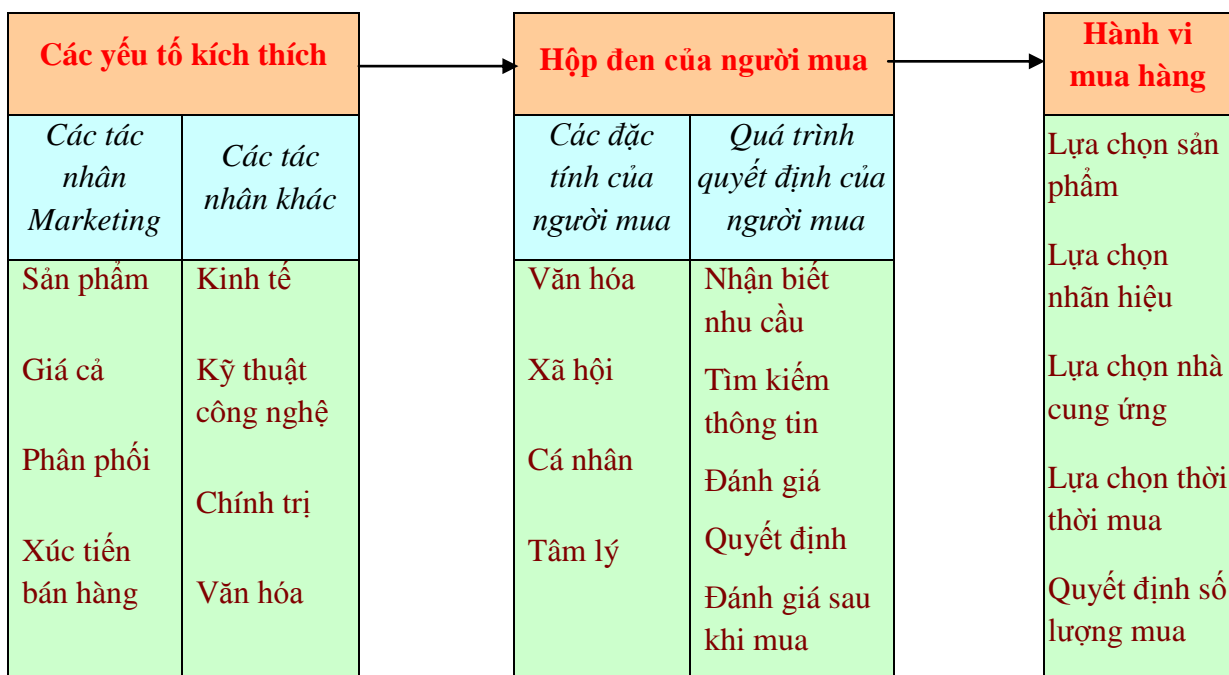 Các yếu tố kích thích
Các tác
nhân
Marketing
Các tác
nhân khác
Sản phẩm
Giá cả
Phân phối
Xúc tiến
bán hàng
Kinh tế
Kỹ thuật
công nghệ
Chính trị
Văn hóa
Hộp đen của người mua
Các đặc
tính của
người mua
Quá trình
quyết định của
người mua
Văn hóa
Xã hội
Cá nhân
Tâm lý
Nhận biết
nhu cầu
Tìm kiếm
thông tin
Đánh giá
Quyết định
Đánh giá sau
khi mua
Hành vi
mua hàng
Lựa chọn sản
phẩm
Lựa chọn
nhãn hiệu
Lựa chọn nhà
cung ứng
Lựa chọn thời
thời mua
Quyết định số
lượng mua